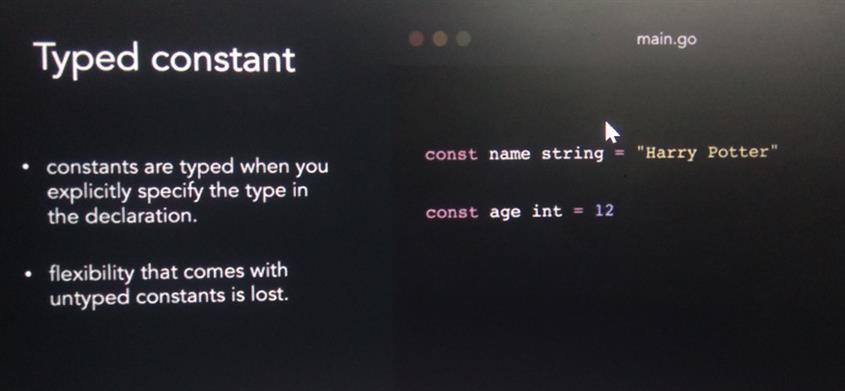 Typed constant
main.go
• constants are typed when you
explicitly specify the type in
the declaration.
• flexibility that comes with
untyped constants is lost.
const name string = "Harry Potter"
const age int = 12